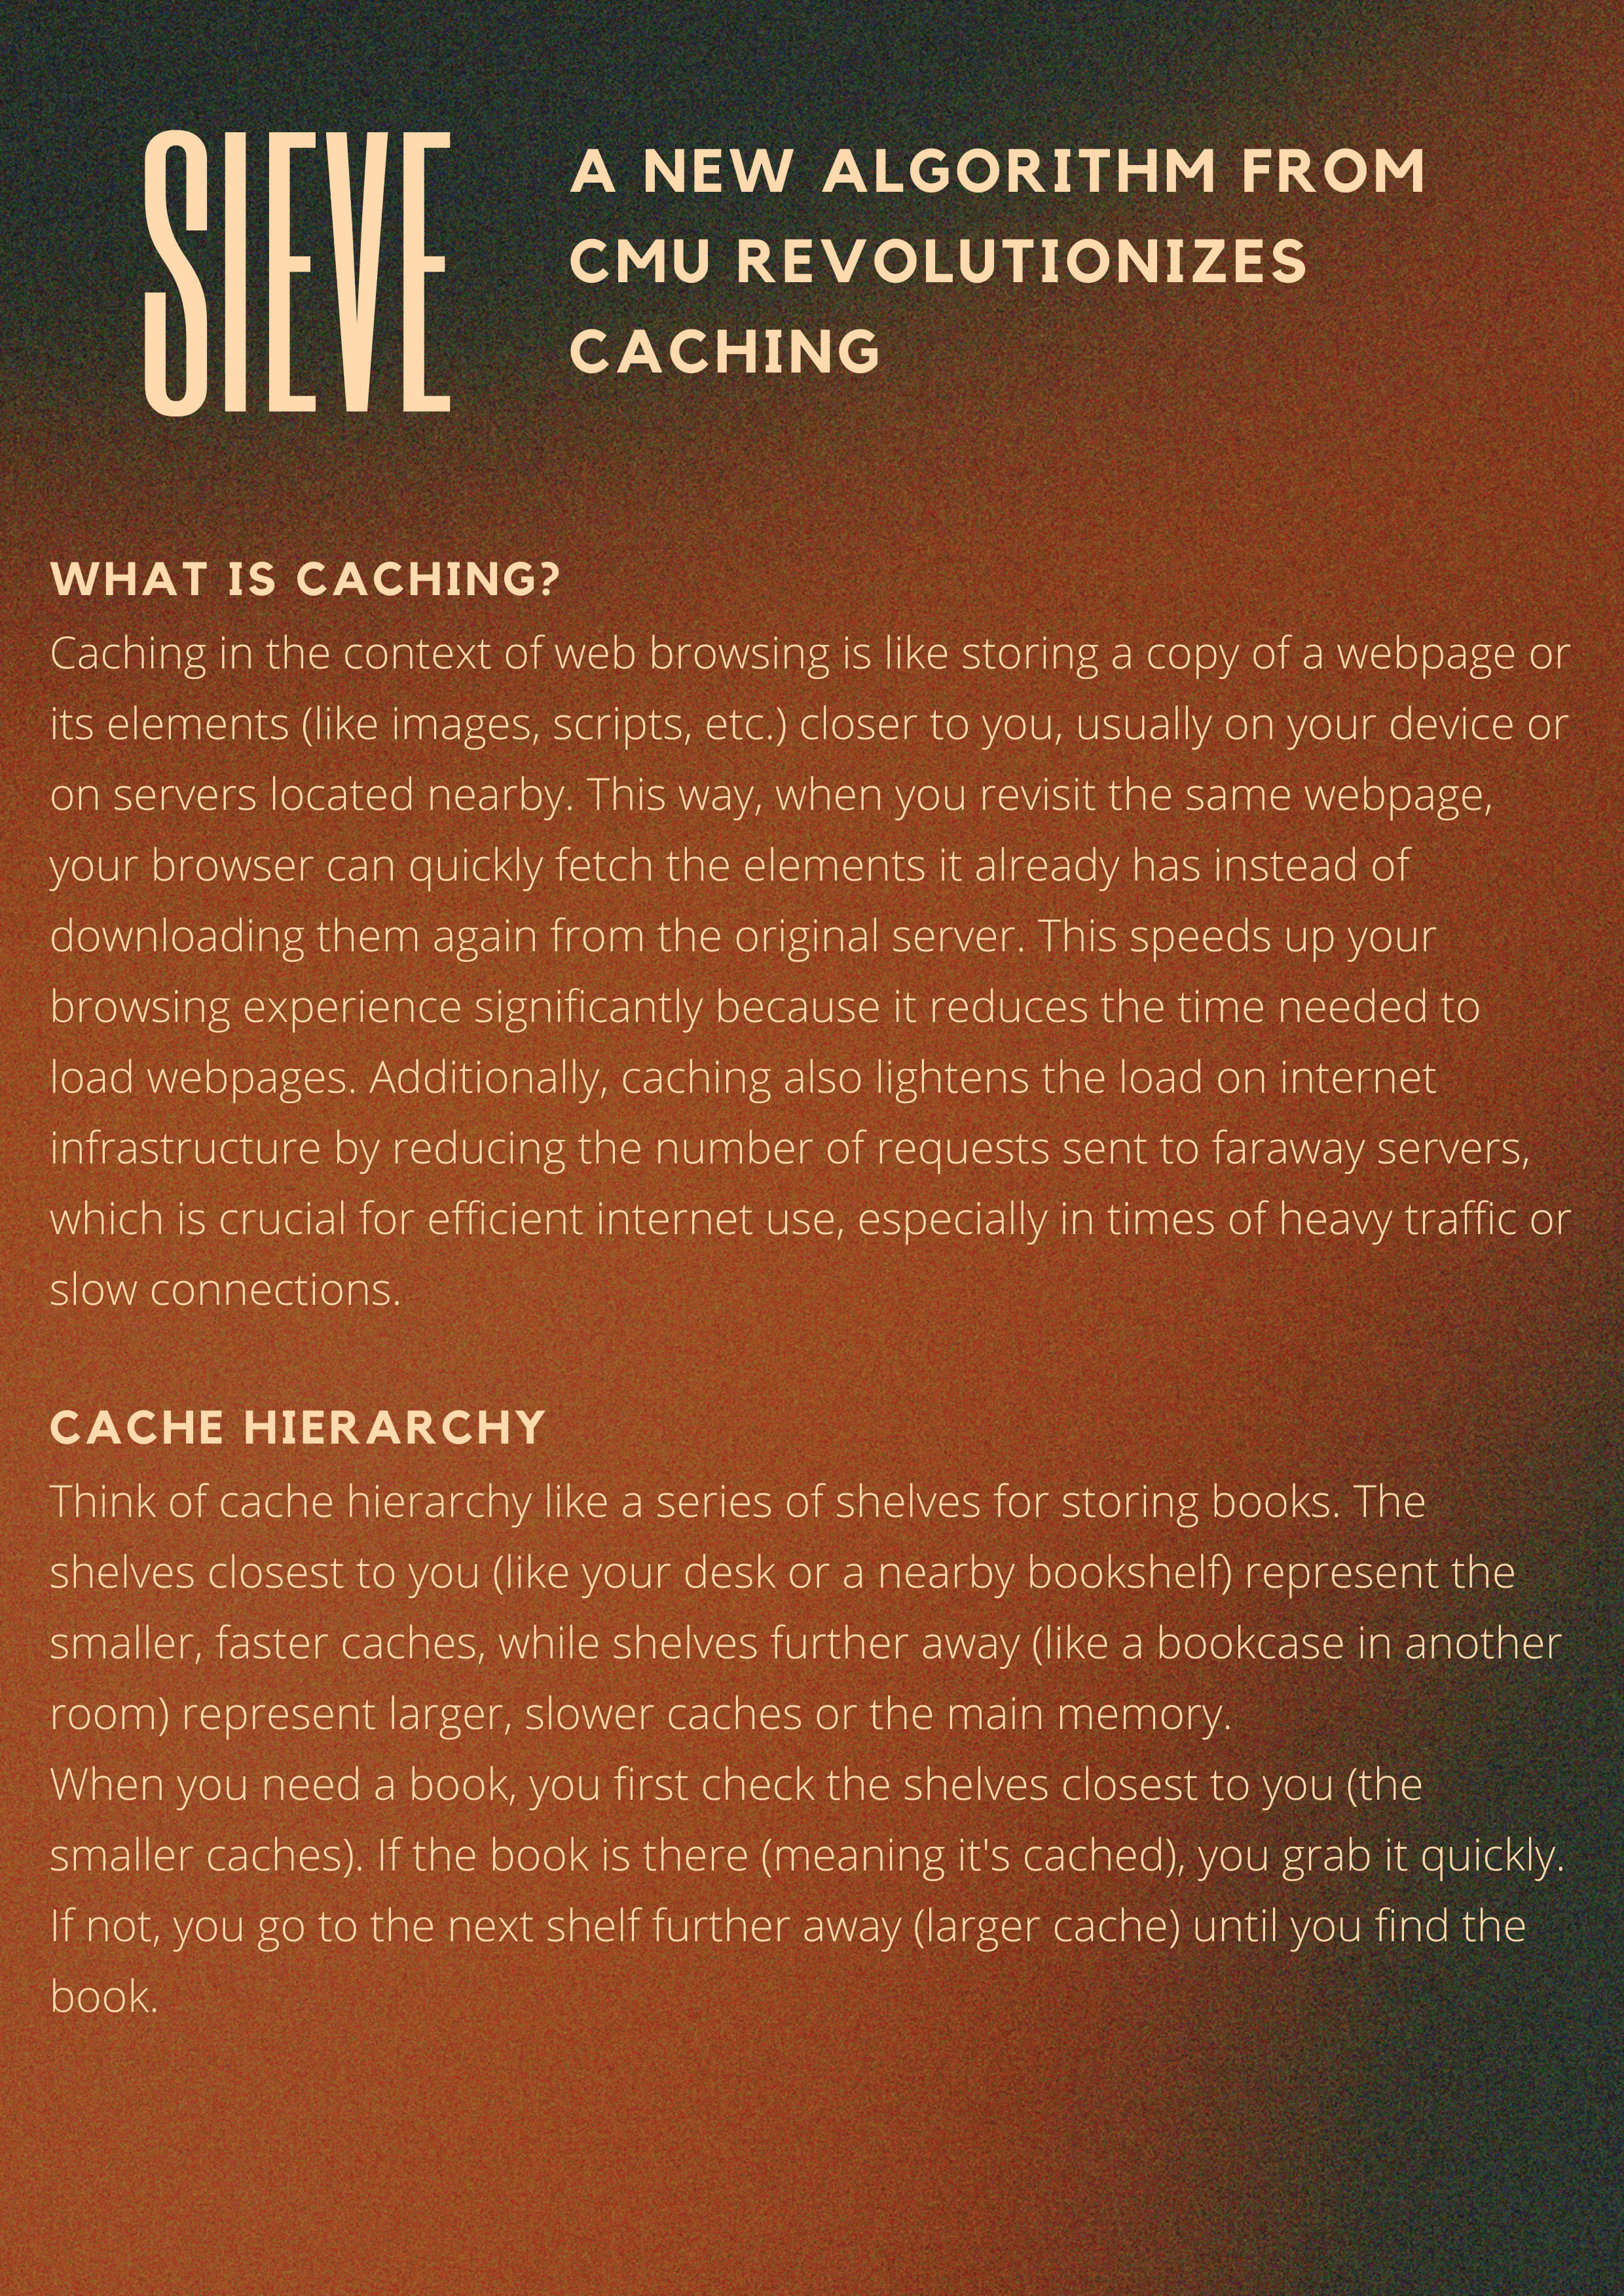 SIEVE
A NEW ALGORITHM FROM
CMU REVOLUTIONIZES
CACHING
WHAT IS CACHING?
Caching in the context of web browsing is like storing a copy of a webpage or
its elements (like images, scripts, etc.) closer to you, usually on your device or
on servers located nearby. This way, when you revisit the same webpage,
your browser can quickly fetch the elements it already has instead of
downloading them again from the original server. This speeds up your
browsing experience significantly because it reduces the time needed to
load webpages. Additionally, caching also lightens the load on internet
infrastructure by reducing the number of requests sent to faraway servers,
which is crucial for efficient internet use, especially in times of heavy traffic or
slow connections.
CACHE HIERARCHY
Think of cache hierarchy like a series of shelves for storing books. The
shelves closest to you (like your desk or a nearby bookshelf) represent the
smaller, faster caches, while shelves further away (like a bookcase in another
room) represent larger, slower caches or the main memory.
When you need a book, you first check the shelves closest to you (the
smaller caches). If the book is there (meaning it's cached), you grab it quickly.
If not, you go to the next shelf further away (larger cache) until you find the
book.